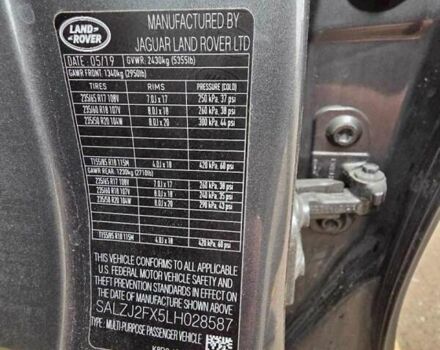 LAND
ROVER
MANUFACTURED BY
JAGUAR LAND ROVER LTD
DATE: 05/19 GVWR: 2430kg (5355lb)
GAWR FRONT: 1340kg (2950lb)
TIRES RIMS PRESSURE (COLD)
235/65 R17 108V 7.0J x 17 250 kPa, 37 psi
235/60 R18 107V 8.0J x 18 260 kPa, 38 psi
235/50 R20 104W 8.0J x 20 300 kPa, 44 psi
T155/85 R18 115M 4.0J x 18 420 kPa, 60 psi
GAWR REAR: 1230kg (2710lb)
235/65 R17 108V 7.0J x 17 260 kPa, 38 psi
235/60 R18 107V 8.0J x 18 240 kPa, 35 psi
235/50 R20 104W 8.0J x 20 290 kPa, 43 psi
T155/85 R18 115M 4.0J x 18 420 kPa, 60 psi
THIS VEHICLE CONFORMS TO ALL APPLICABLE
U.S. FEDERAL MOTOR VEHICLE SAFETY AND
THEFT PREVENTION STANDARDS IN EFFECT ON
THE DATE OF MANUFACTURE SHOWN ABOVE.
SALZJ2FX5LH028587
TYPE: MULTI-PURPOSE PASSENGER VEHICLE